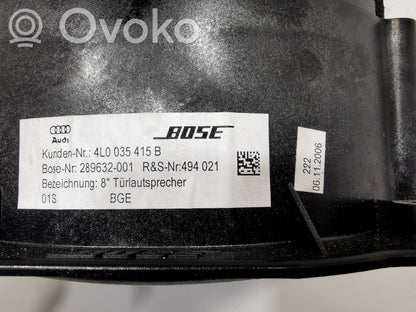 Ovoko
Audi
BOSE
Kunden-Nr.: 4L0 035 415 B
Bose-Nr: 289632-001 R&S-Nr:494 021
Bezeichnung: 8" Türlautsprecher
01S BGE
222
06.11.2006